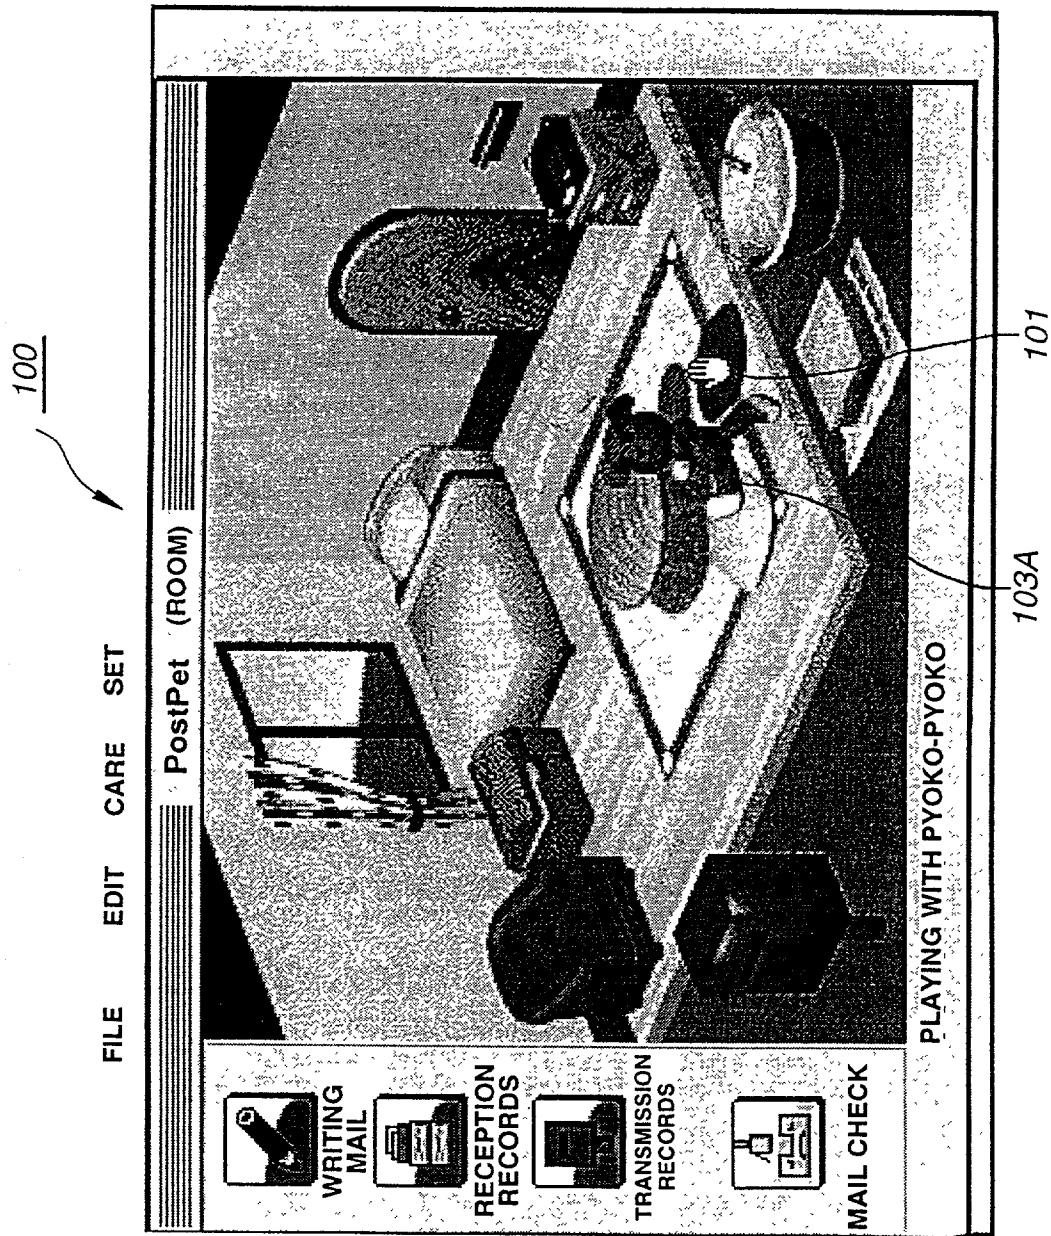 100
FILE EDIT CARE SET
PostPet (ROOM)
WRITING
MAIL
RECEPTION
RECORDS
TRANSMISSION
RECORDS
MAIL CHECK
PLAYING WITH PYOKO-PYOKO
103A
101